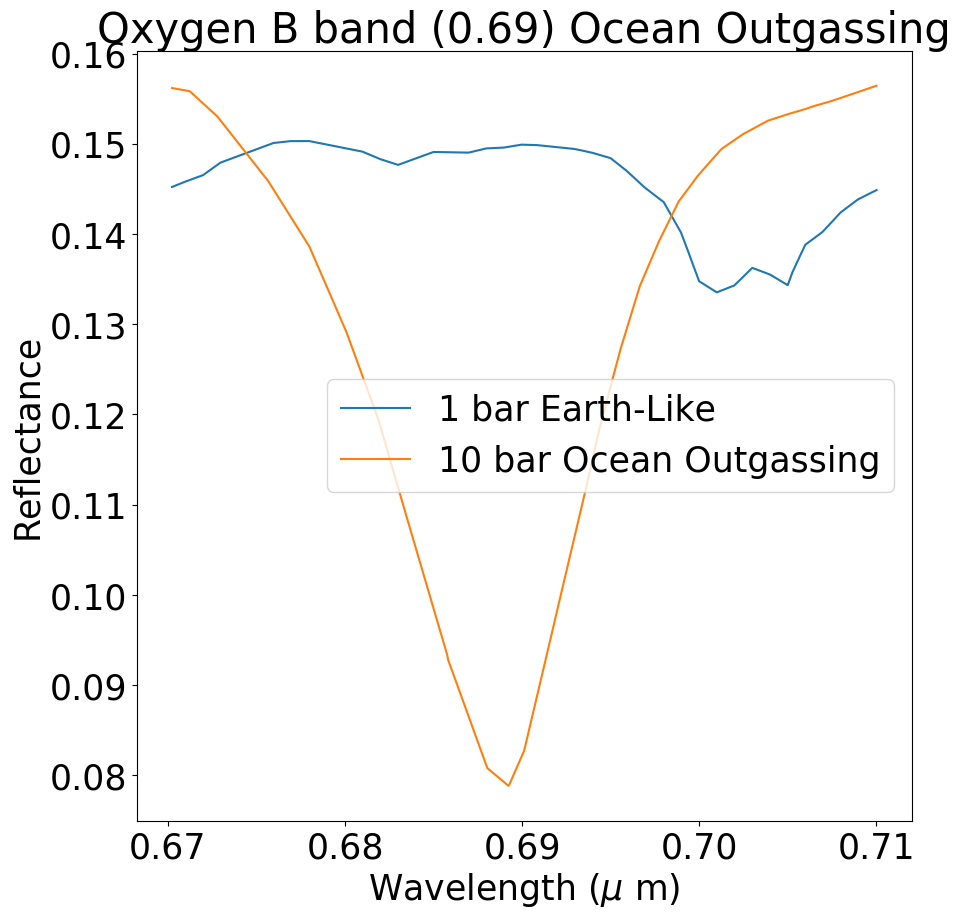 Oxygen B band (0.69) Ocean Outgassing
0.16
0.15
0.14
0.13
0.12
0.11
0.10
0.09
0.08
Reflectance
1 bar Earth-Like
10 bar Ocean Outgassing
0.67 0.68 0.69 0.70 0.71
Wavelength (μ m)